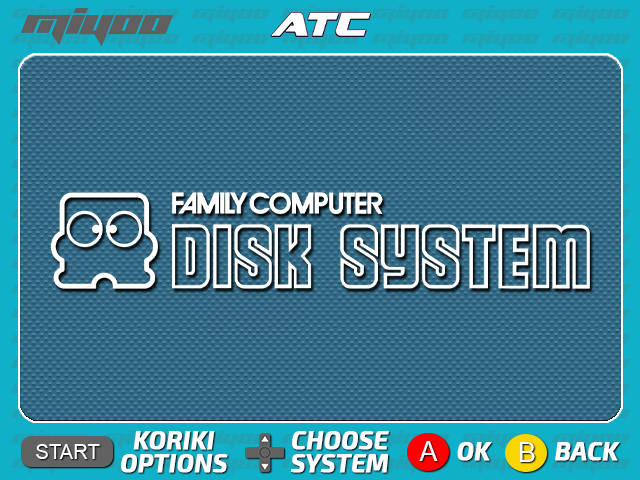 miyoo
ATC
FAMILY COMPUTER
DISK SYSTEM
START
KORIKI
OPTIONS
CHOOSE
SYSTEM
A
OK
B
BACK